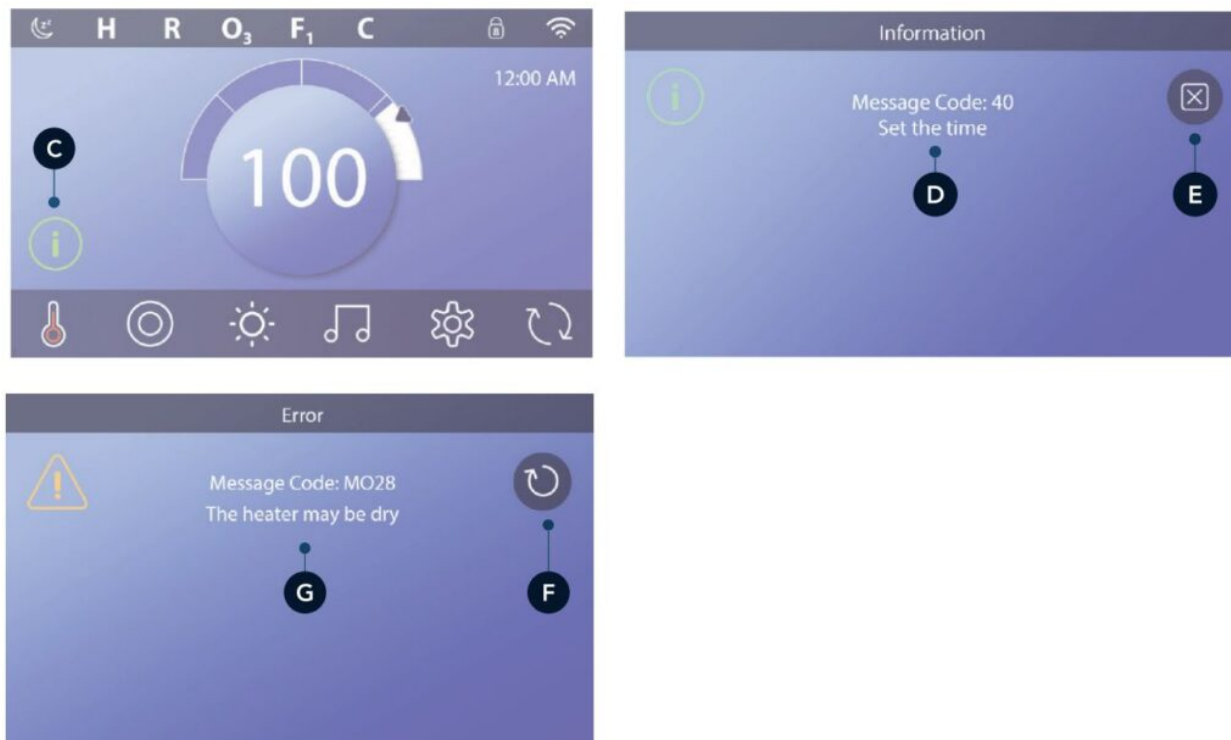 H R O3 F1 C
12:00 AM
100
C
i
Information
i
Message Code: 40
Set the time
D
E
Error
!
Message Code: MO28
The heater may be dry
G
F